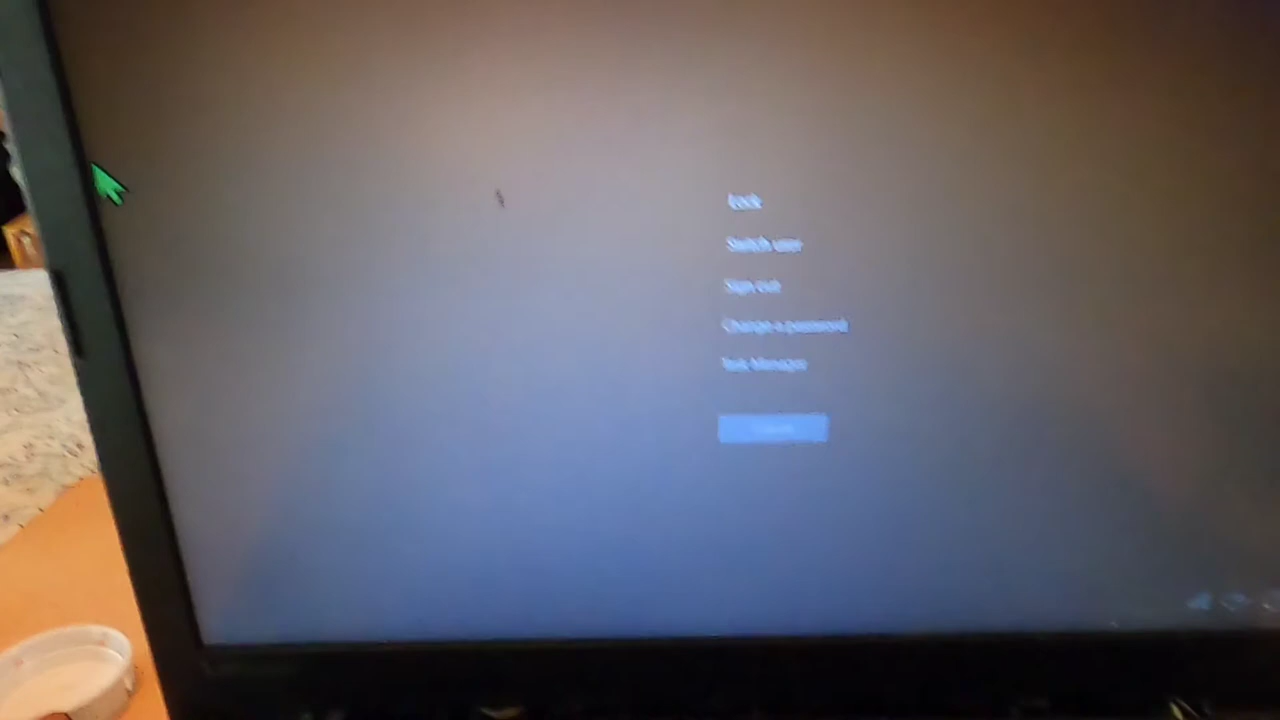 Lock
Switch user
Sign out
Change a password
Task Manager